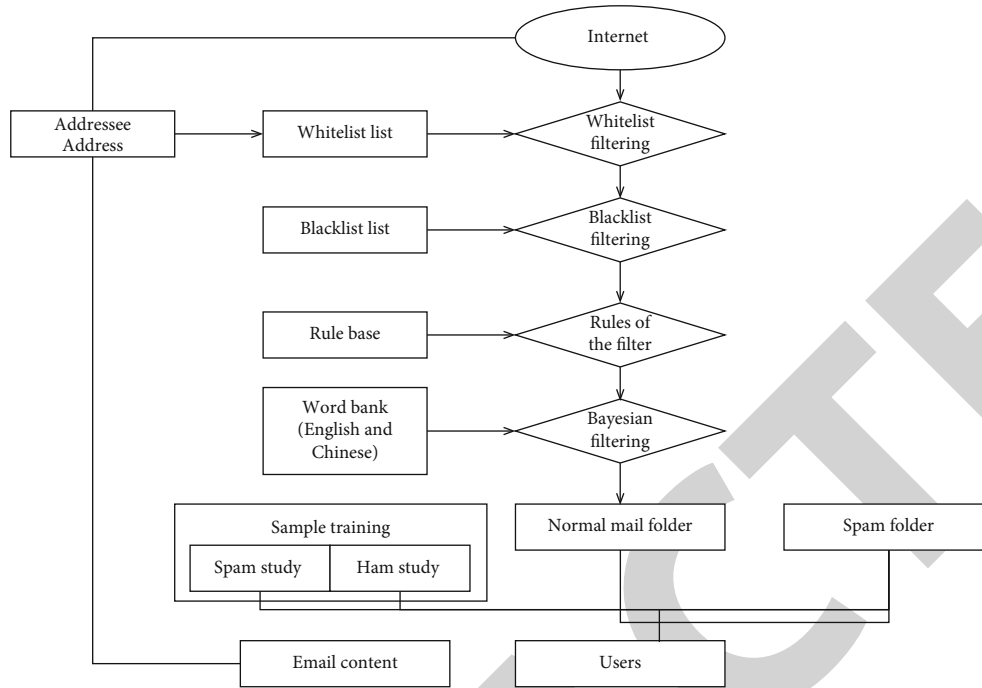 Internet
Addressee
Address
Whitelist list
Whitelist
filtering
Blacklist list
Blacklist
filtering
Rule base
Rules of
the filter
Word bank
(English and
Chinese)
Bayesian
filtering
Sample training
Spam study
Ham study
Normal mail folder
Spam folder
Email content
Users
CTE